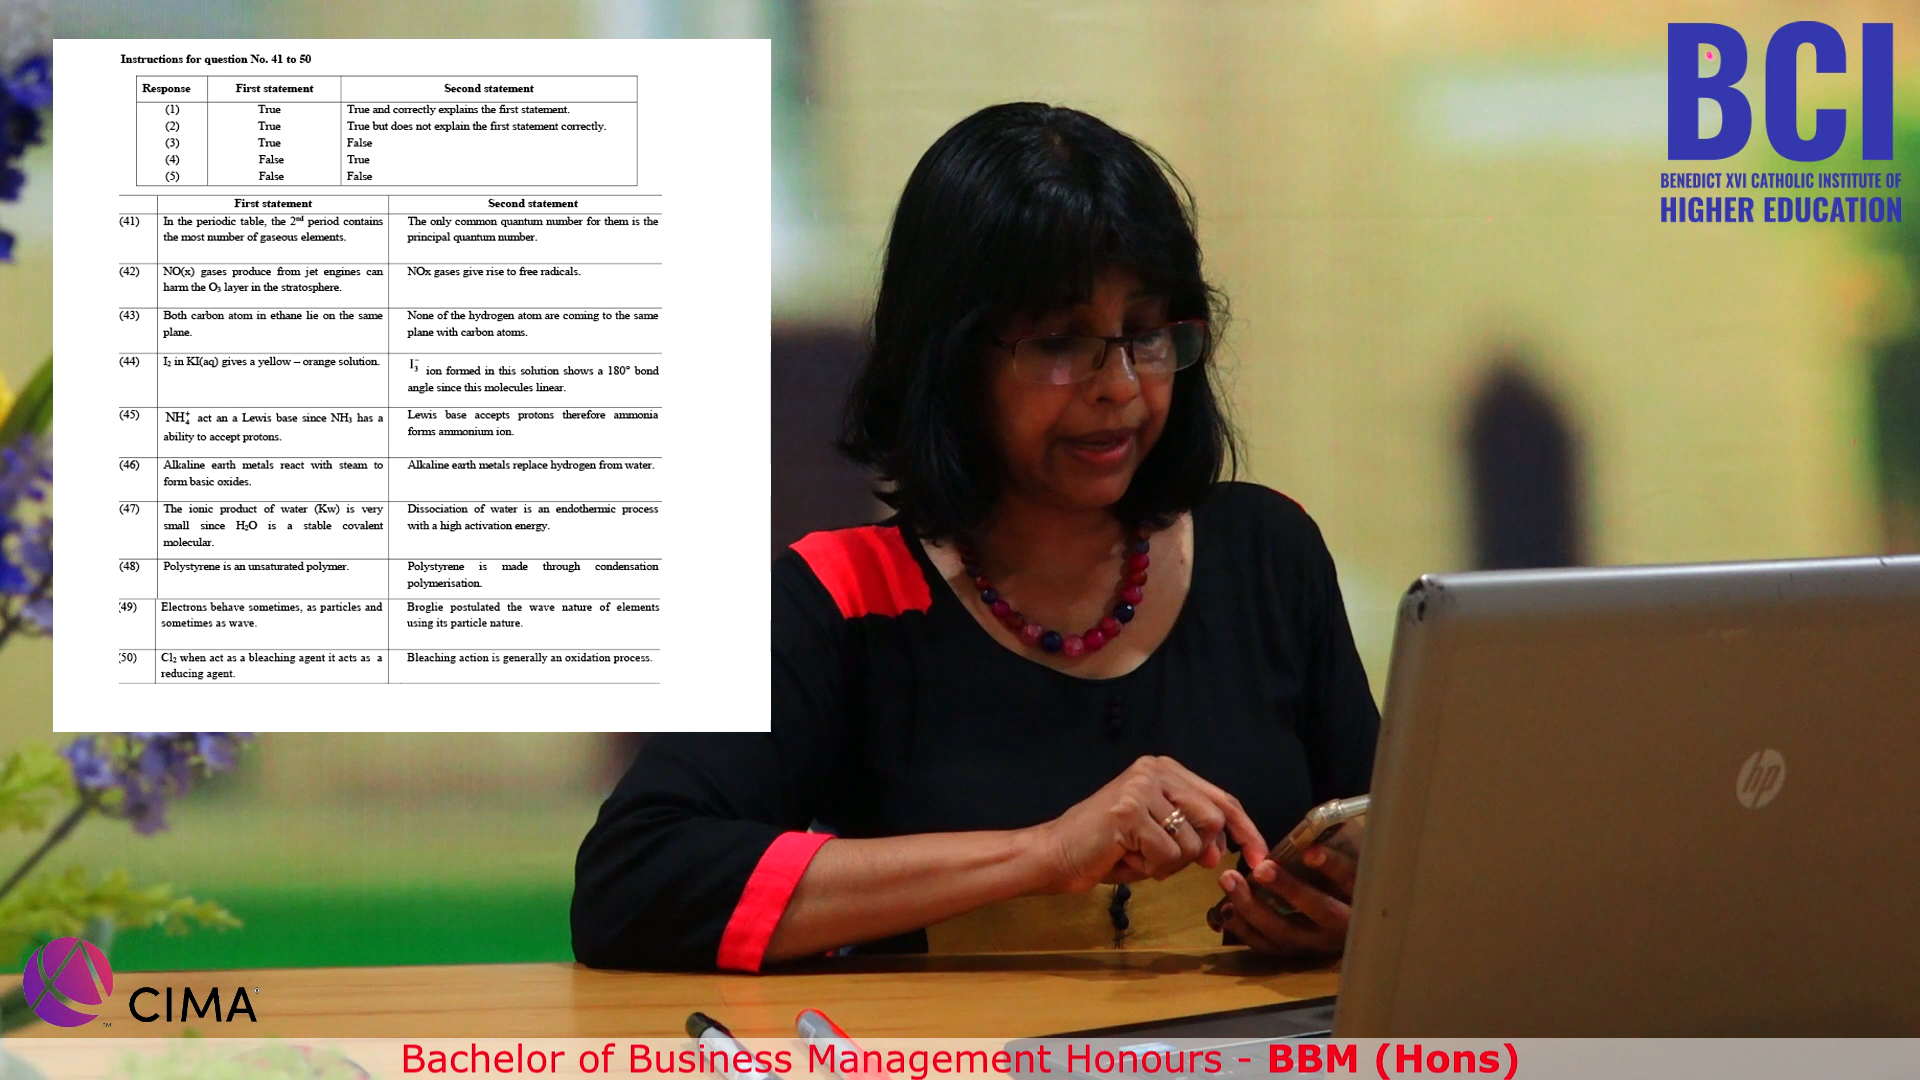 Instructions for question No. 41 to 50
Response First statement Second statement
(1) True True and correctly explains the first statement.
(2) True True but does not explain the first statement correctly.
(3) True False
(4) False True
(5) False False
First statement Second statement
(41) In the periodic table, the 2nd period contains The only common quantum number for them is the
the most number of gaseous elements. principal quantum number.
(42) NO(x) gases produce from jet engines can NOx gases give rise to free radicals.
harm the O3 layer in the stratosphere.
(43) Both carbon atom in ethane lie on the same None of the hydrogen atom are coming to the same
plane. plane with carbon atoms.
(44) I2 in KI(aq) gives a yellow – orange solution. I3- ion formed in this solution shows a 180° bond
angle since this molecules linear.
(45) NH4+ act an a Lewis base since NH3 has a Lewis base accepts protons therefore ammonia
ability to accept protons. forms ammonium ion.
(46) Alkaline earth metals react with steam to Alkaline earth metals replace hydrogen from water.
form basic oxides.
(47) The ionic product of water (Kw) is very Dissociation of water is an endothermic process
small since H2O is a stable covalent with a high activation energy.
molecular.
(48) Polystyrene is an unsaturated polymer. Polystyrene is made through condensation
polymerisation.
(49) Electrons behave sometimes, as particles and Broglie postulated the wave nature of elements
sometimes as wave. using its particle nature.
(50) Cl2 when act as a bleaching agent it acts as a Bleaching action is generally an oxidation process.
reducing agent.
BCI
BENEDICT XVI CATHOLIC INSTITUTE OF
HIGHER EDUCATION
hp
CIMA
Bachelor of Business Management Honours - BBM (Hons)